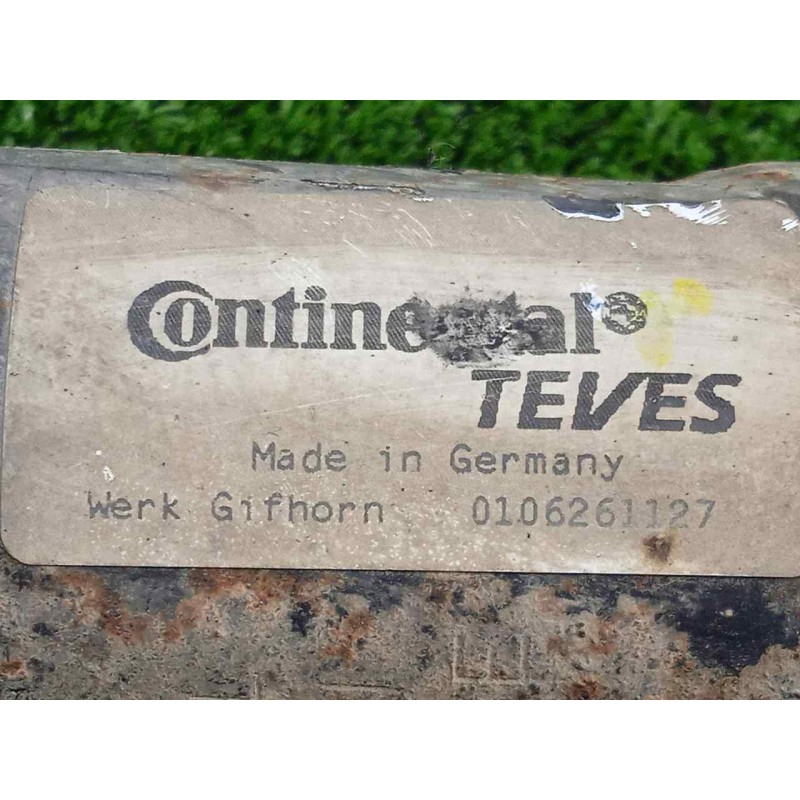 Continental®
TEVES
Made in Germany
Werk Gifhorn 0106261127